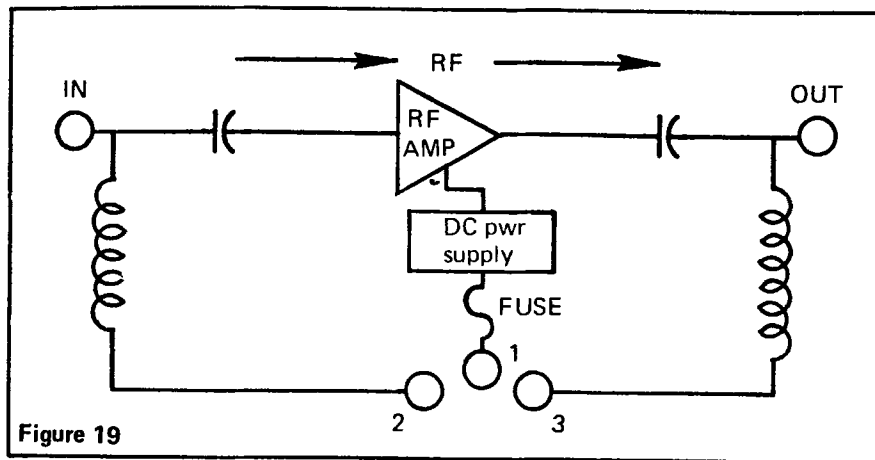 RF
IN
OUT
RF
AMP
DC pwr
supply
FUSE
1
2
3
Figure 19